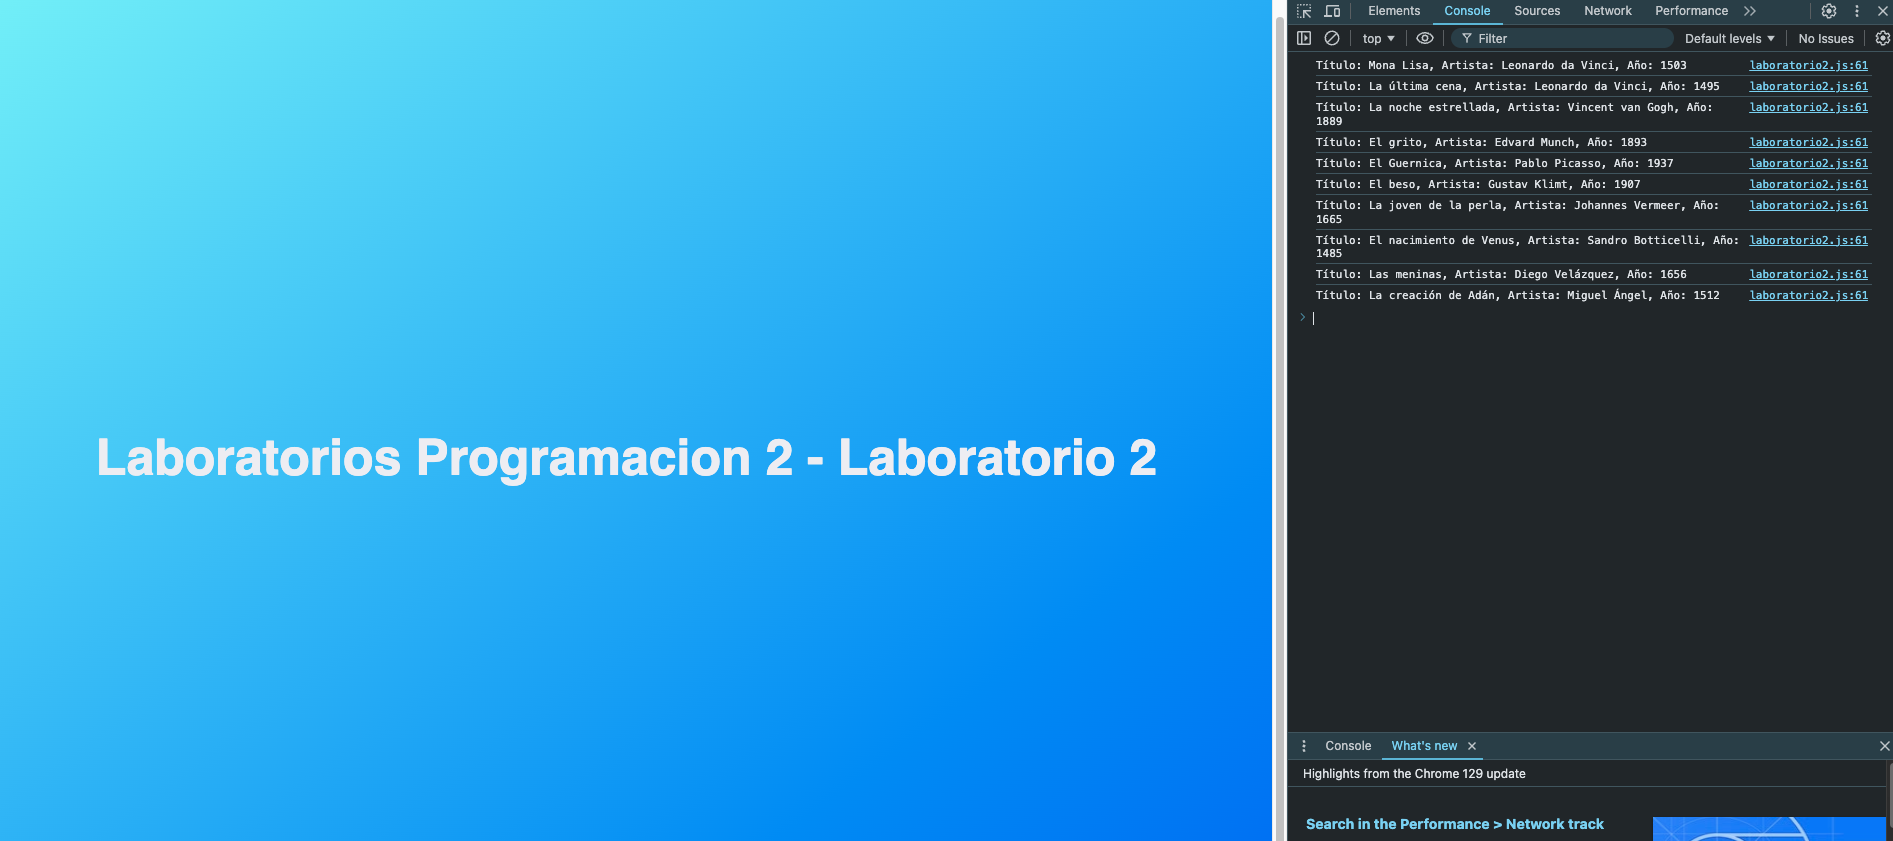 Laboratorios Programacion 2 - Laboratorio 2
Elements Console Sources Network Performance
top Filter Default levels No Issues
Título: Mona Lisa, Artista: Leonardo da Vinci, Año: 1503 laboratorio2.js:61
Título: La última cena, Artista: Leonardo da Vinci, Año: 1495 laboratorio2.js:61
Título: La noche estrellada, Artista: Vincent van Gogh, Año: laboratorio2.js:61
1889
Título: El grito, Artista: Edvard Munch, Año: 1893 laboratorio2.js:61
Título: El Guernica, Artista: Pablo Picasso, Año: 1937 laboratorio2.js:61
Título: El beso, Artista: Gustav Klimt, Año: 1907 laboratorio2.js:61
Título: La joven de la perla, Artista: Johannes Vermeer, Año: laboratorio2.js:61
1665
Título: El nacimiento de Venus, Artista: Sandro Botticelli, Año: laboratorio2.js:61
1485
Título: Las meninas, Artista: Diego Velázquez, Año: 1656 laboratorio2.js:61
Título: La creación de Adán, Artista: Miguel Ángel, Año: 1512 laboratorio2.js:61
Console What's new
Highlights from the Chrome 129 update
Search in the Performance > Network track